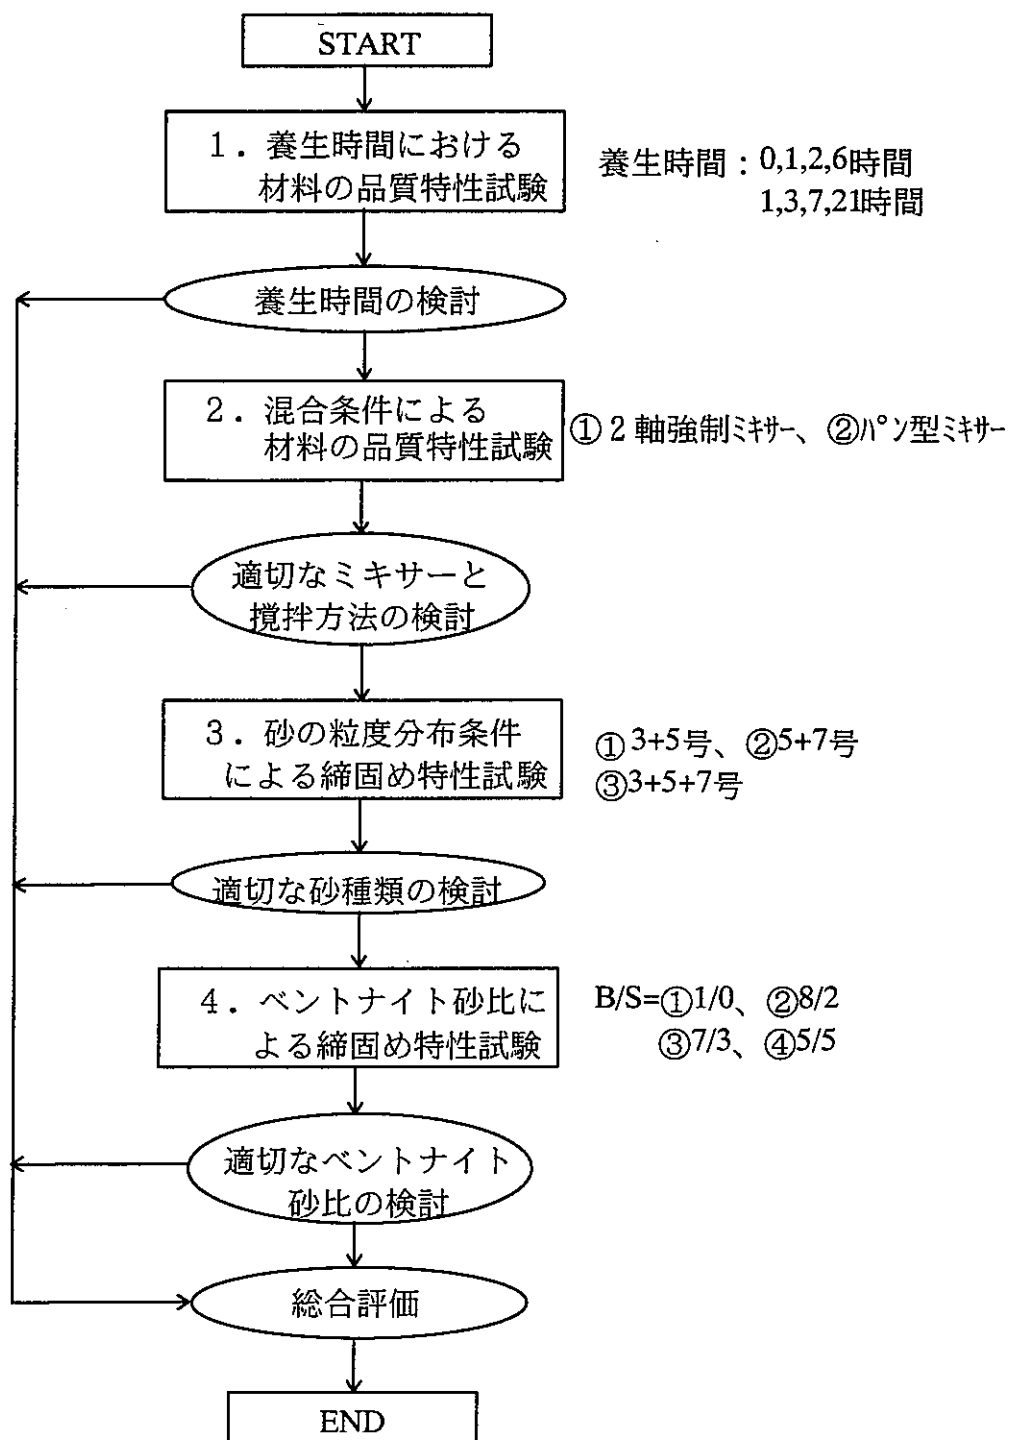 START
1．養生時間における
材料の品質特性試験
養生時間：0,1,2,6時間
1,3,7,21時間
養生時間の検討
2．混合条件による
材料の品質特性試験
①2軸強制ﾐｷｻｰ、②ﾊﾟﾝ型ﾐｷｻｰ
適切なミキサーと
攪拌方法の検討
3．砂の粒度分布条件
による締固め特性試験
①3+5号、②5+7号
③3+5+7号
適切な砂種類の検討
4．ベントナイト砂比に
よる締固め特性試験
B/S=①1/0、②8/2
③7/3、④5/5
適切なベントナイト
砂比の検討
総合評価
END